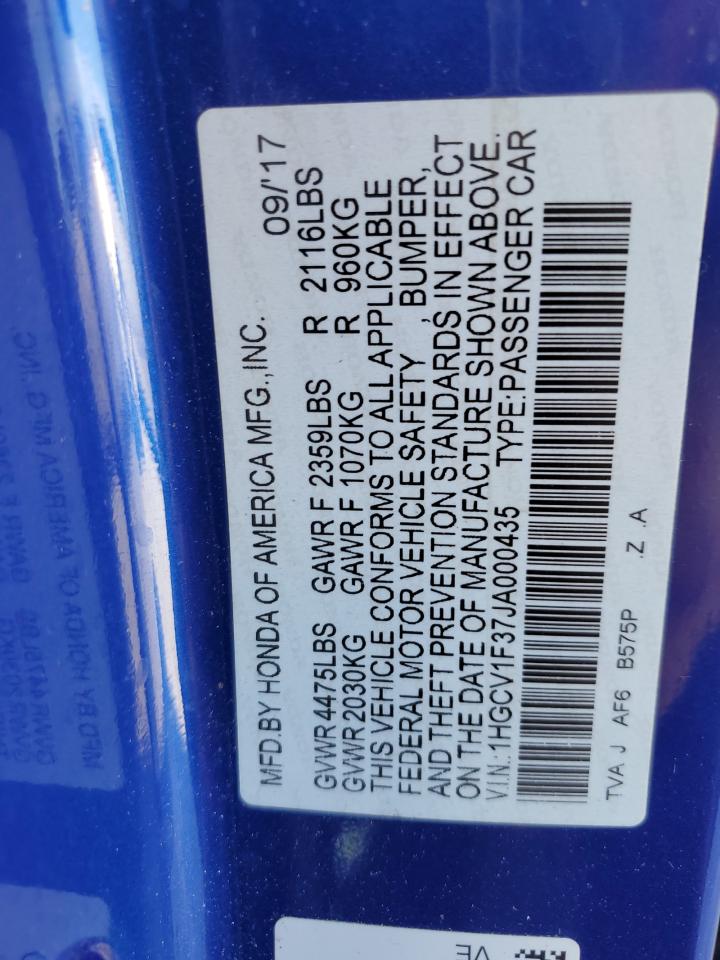 MFD.BY HONDA OF AMERICA MFG.,INC. 09/'17
GVWR 4475LBS GAWR F 2359LBS R 2116LBS
GVWR 2030KG GAWR F 1070KG R 960KG
THIS VEHICLE CONFORMS TO ALL APPLICABLE
FEDERAL MOTOR VEHICLE SAFETY , BUMPER,
AND THEFT PREVENTION STANDARDS IN EFFECT
ON THE DATE OF MANUFACTURE SHOWN ABOVE.
V.I.N.:1HGCV1F37JA000435 TYPE:PASSENGER CAR
TVA J AF6 B575P .Z .A
VE